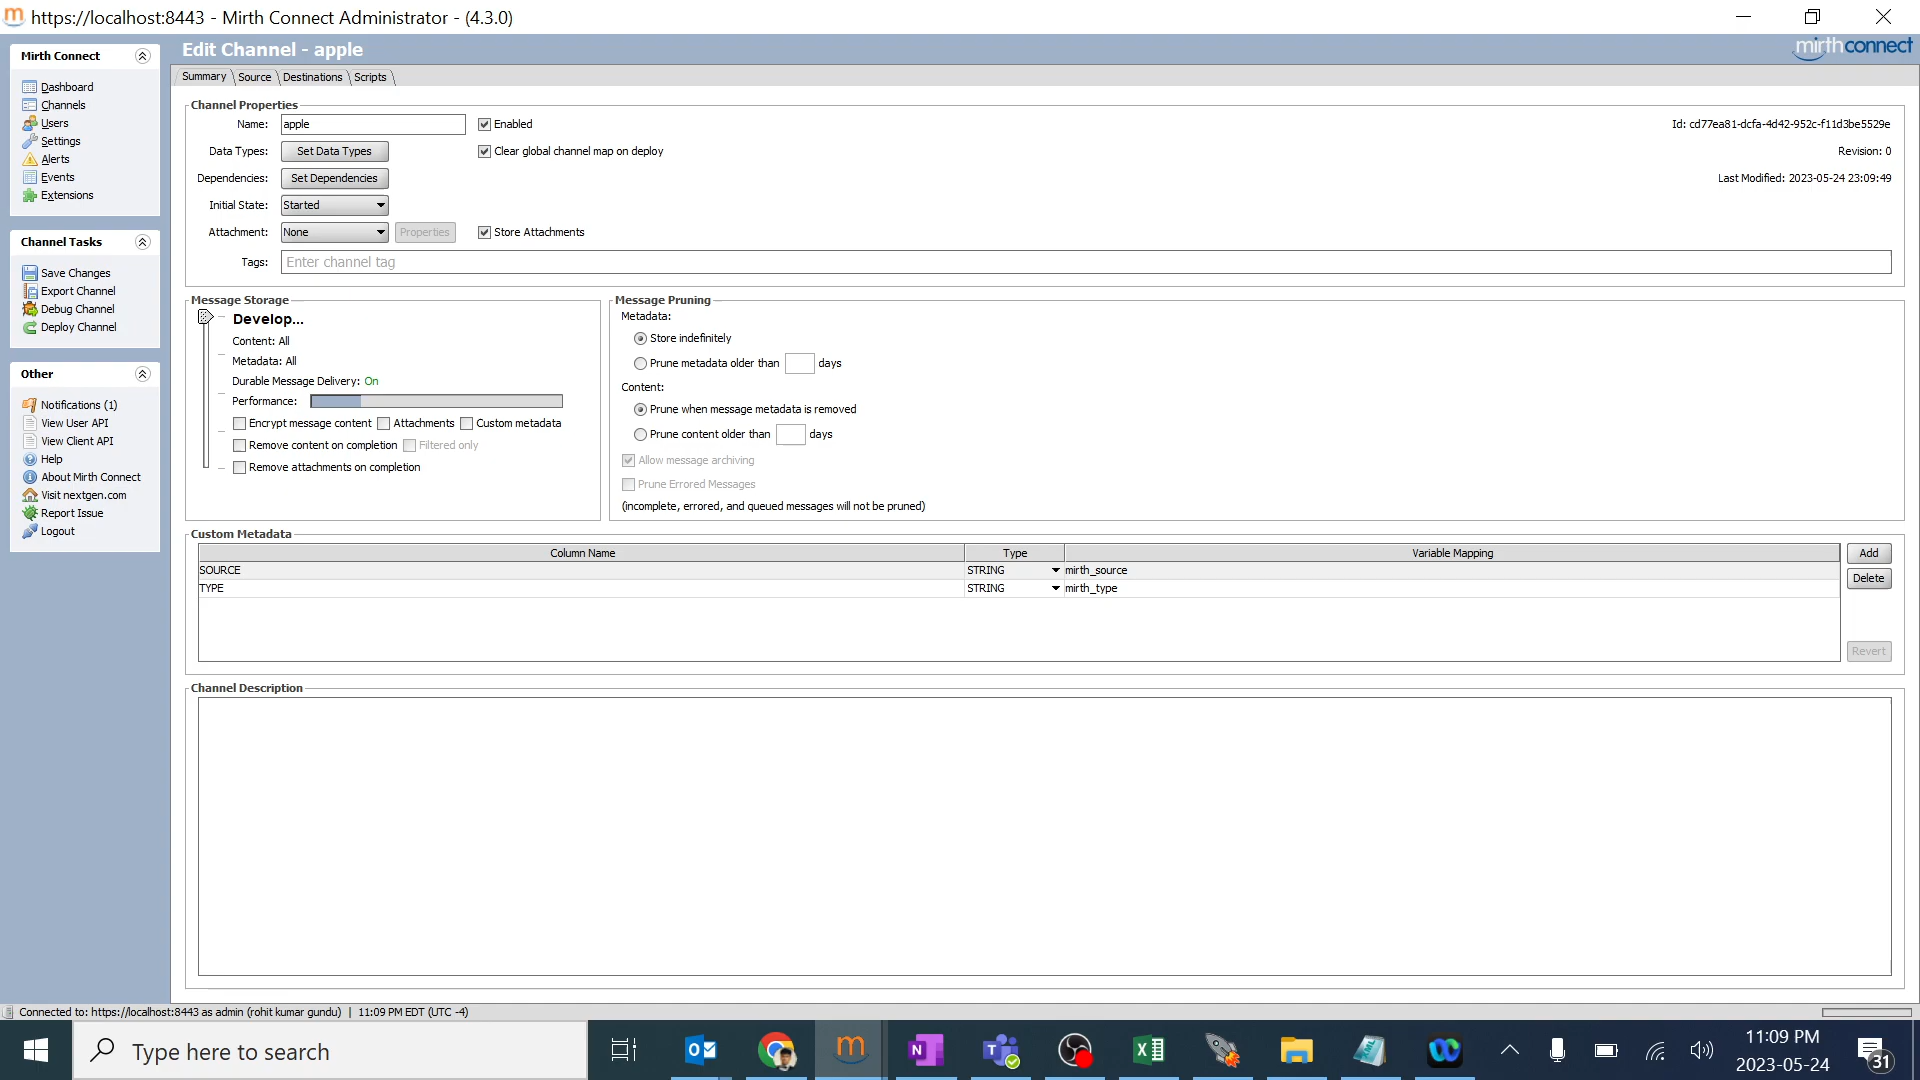 https://localhost:8443 - Mirth Connect Administrator - (4.3.0)
Mirth Connect
Dashboard
Channels
Users
Settings
Alerts
Events
Extensions
Channel Tasks
Save Changes
Export Channel
Debug Channel
Deploy Channel
Other
Notifications (1)
View User API
View Client API
Help
About Mirth Connect
Visit nextgen.com
Report Issue
Logout
Edit Channel - apple
mirthconnect
Summary Source Destinations Scripts
Channel Properties
Name: apple Enabled Id: cd77ea81-dcfa-4d42-952c-f11d3be5529e
Data Types: Set Data Types Clear global channel map on deploy Revision: 0
Dependencies: Set Dependencies Last Modified: 2023-05-24 23:09:49
Initial State: Started
Attachment: None Properties Store Attachments
Tags: Enter channel tag
Message Storage
Develop...
Content: All
Metadata: All
Durable Message Delivery: On
Performance:
Encrypt message content Attachments Custom metadata
Remove content on completion Filtered only
Remove attachments on completion
Message Pruning
Metadata:
Store indefinitely
Prune metadata older than days
Content:
Prune when message metadata is removed
Prune content older than days
Allow message archiving
Prune Errored Messages
(incomplete, errored, and queued messages will not be pruned)
Custom Metadata
Column Name Type Variable Mapping Add
SOURCE STRING mirth_source
TYPE STRING mirth_type Delete
Revert
Channel Description
Connected to: https://localhost:8443 as admin (rohit kumar gundu) | 11:09 PM EDT (UTC -4)
Type here to search
11:09 PM
2023-05-24
31